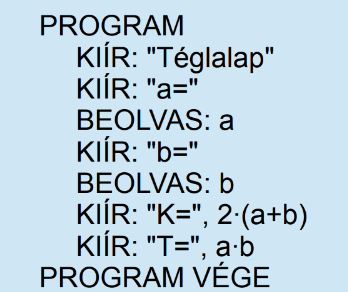 PROGRAM
KIÍR: "Téglalap"
KIÍR: "a="
BEOLVAS: a
KIÍR: "b="
BEOLVAS: b
KIÍR: "K=", 2·(a+b)
KIÍR: "T=", a·b
PROGRAM VÉGE